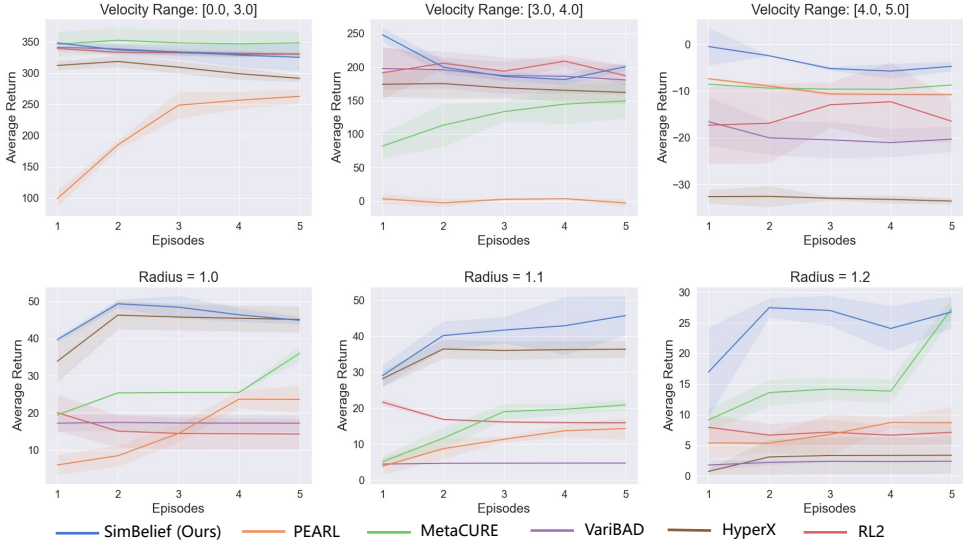 Velocity Range: [0.0, 3.0]
Average Return
350
300
250
200
150
100
1 2 3 4 5
Episodes
Velocity Range: [3.0, 4.0]
Average Return
250
200
150
100
50
0
1 2 3 4 5
Episodes
Velocity Range: [4.0, 5.0]
Average Return
0
−10
−20
−30
1 2 3 4 5
Episodes
Radius = 1.0
Average Return
50
40
30
20
10
1 2 3 4 5
Episodes
Radius = 1.1
Average Return
50
40
30
20
10
0
1 2 3 4 5
Episodes
Radius = 1.2
Average Return
30
25
20
15
10
5
0
1 2 3 4 5
Episodes
SimBelief (Ours) PEARL MetaCURE VariBAD HyperX RL2